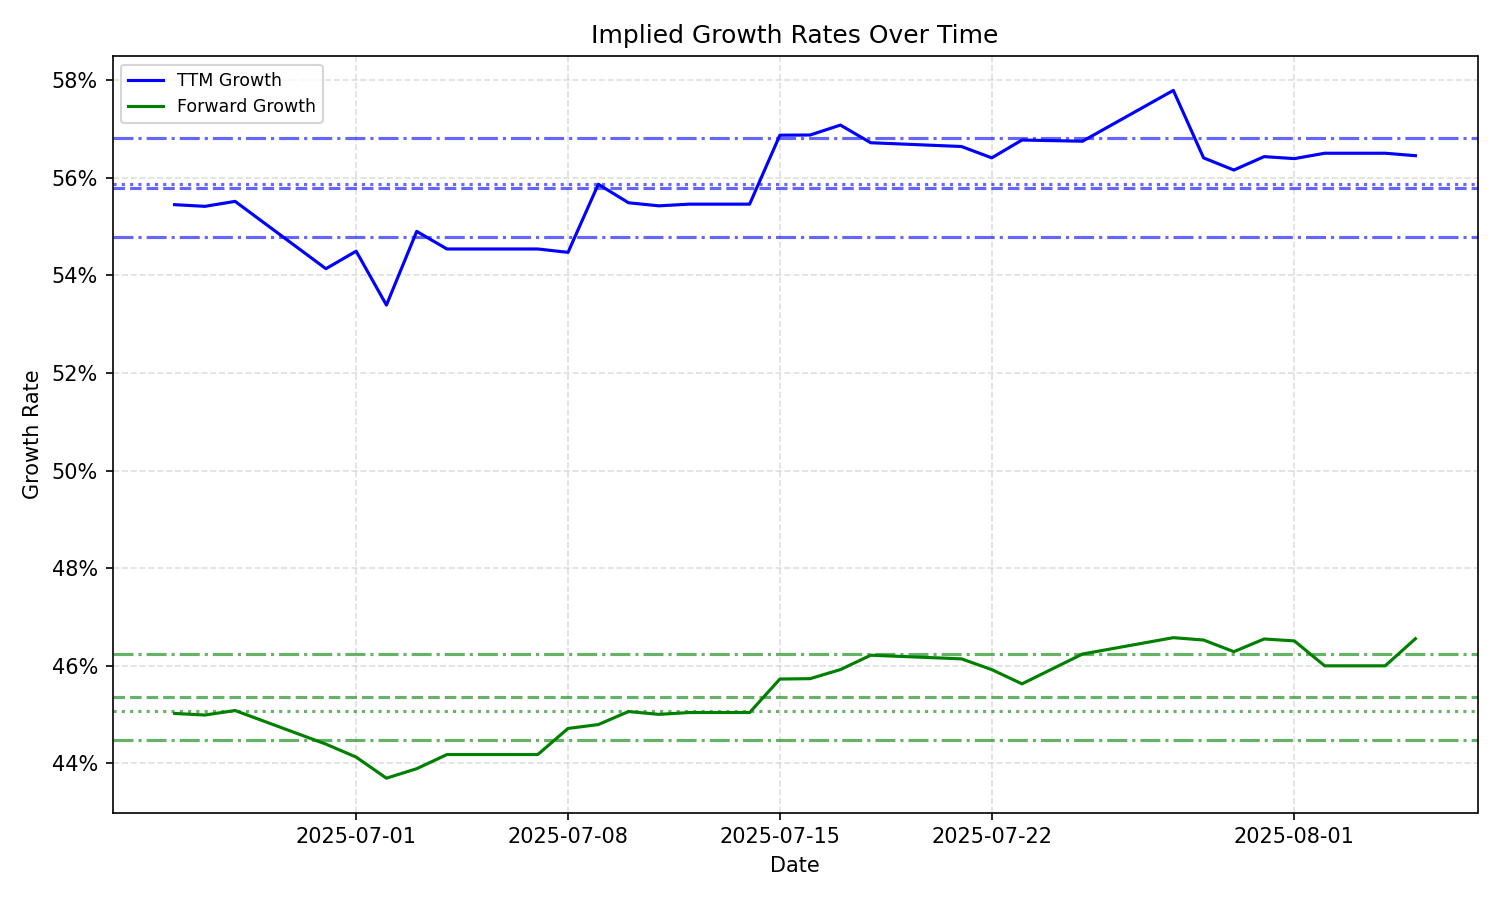 Implied Growth Rates Over Time
TTM Growth
Forward Growth
58%
56%
54%
52%
50%
48%
46%
44%
Growth Rate
2025-07-01
2025-07-08
2025-07-15
2025-07-22
2025-08-01
Date